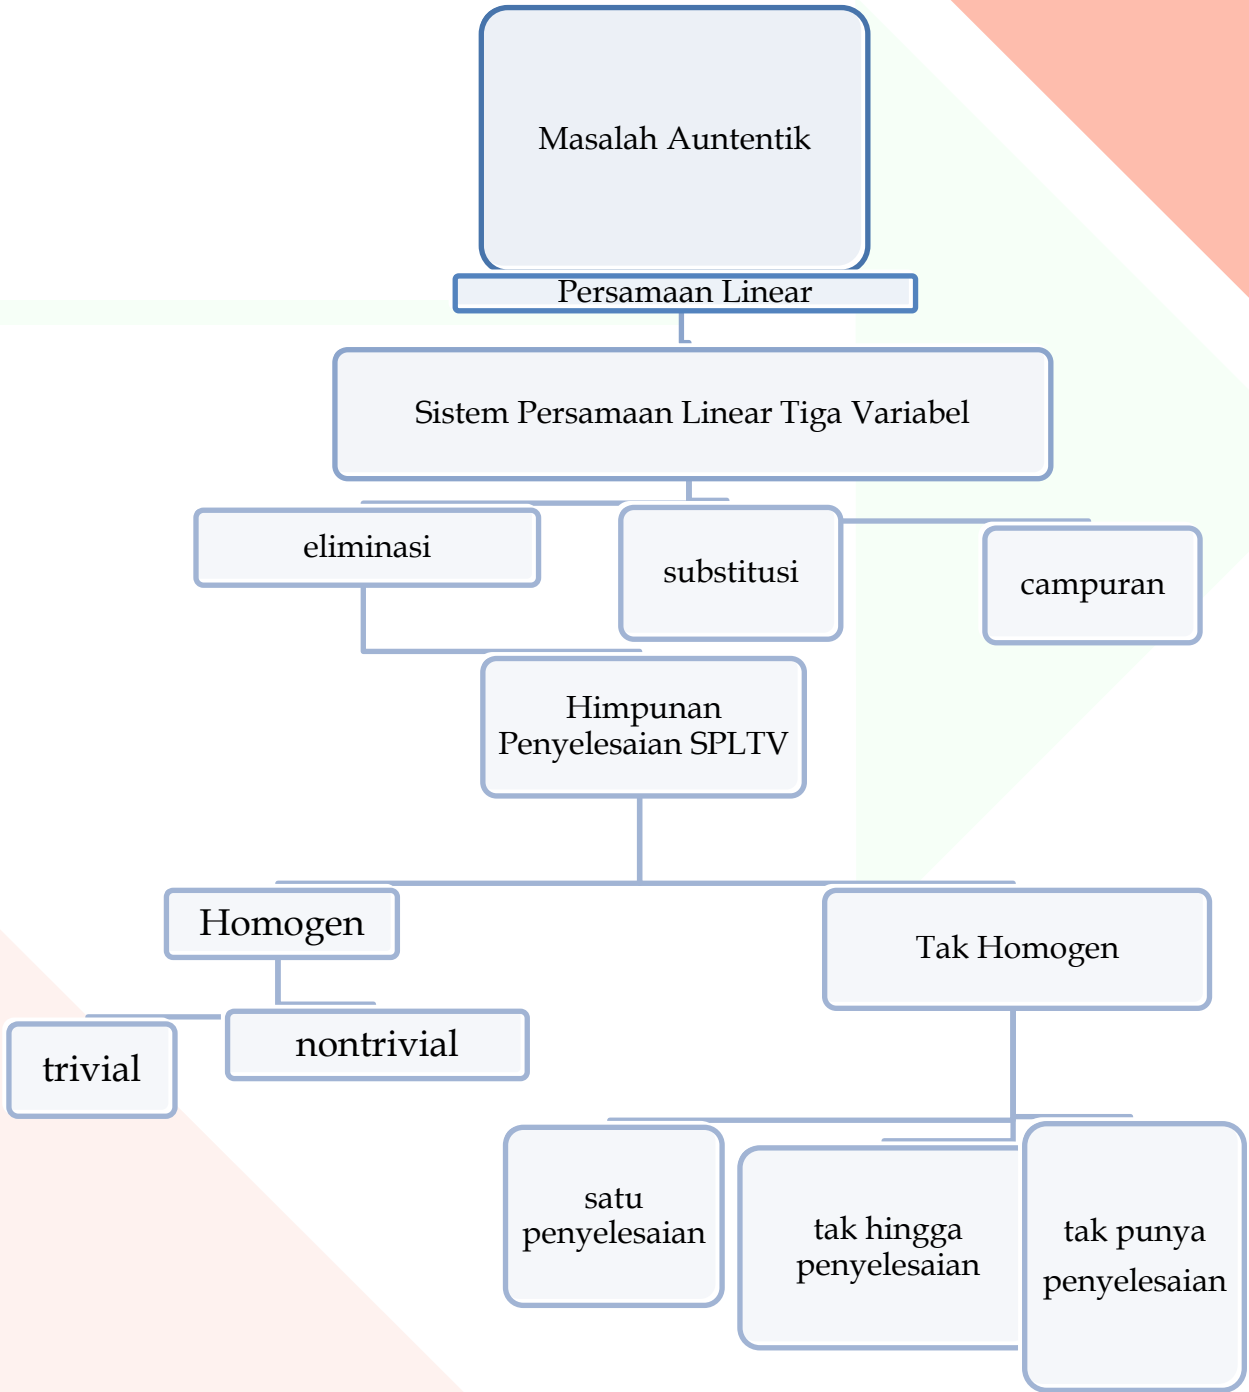 Masalah Auntentik
Persamaan Linear
Sistem Persamaan Linear Tiga Variabel
eliminasi
substitusi
campuran
Himpunan
Penyelesaian SPLTV
Homogen
Tak Homogen
trivial
nontrivial
satu
penyelesaian
tak hingga
penyelesaian
tak punya
penyelesaian